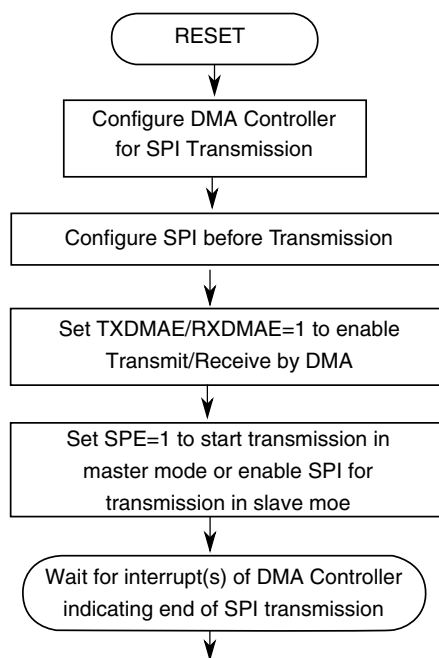 RESET
Configure DMA Controller
for SPI Transmission
Configure SPI before Transmission
Set TXDMAE/RXDMAE=1 to enable
Transmit/Receive by DMA
Set SPE=1 to start transmission in
master mode or enable SPI for
transmission in slave moe
Wait for interrupt(s) of DMA Controller
indicating end of SPI transmission